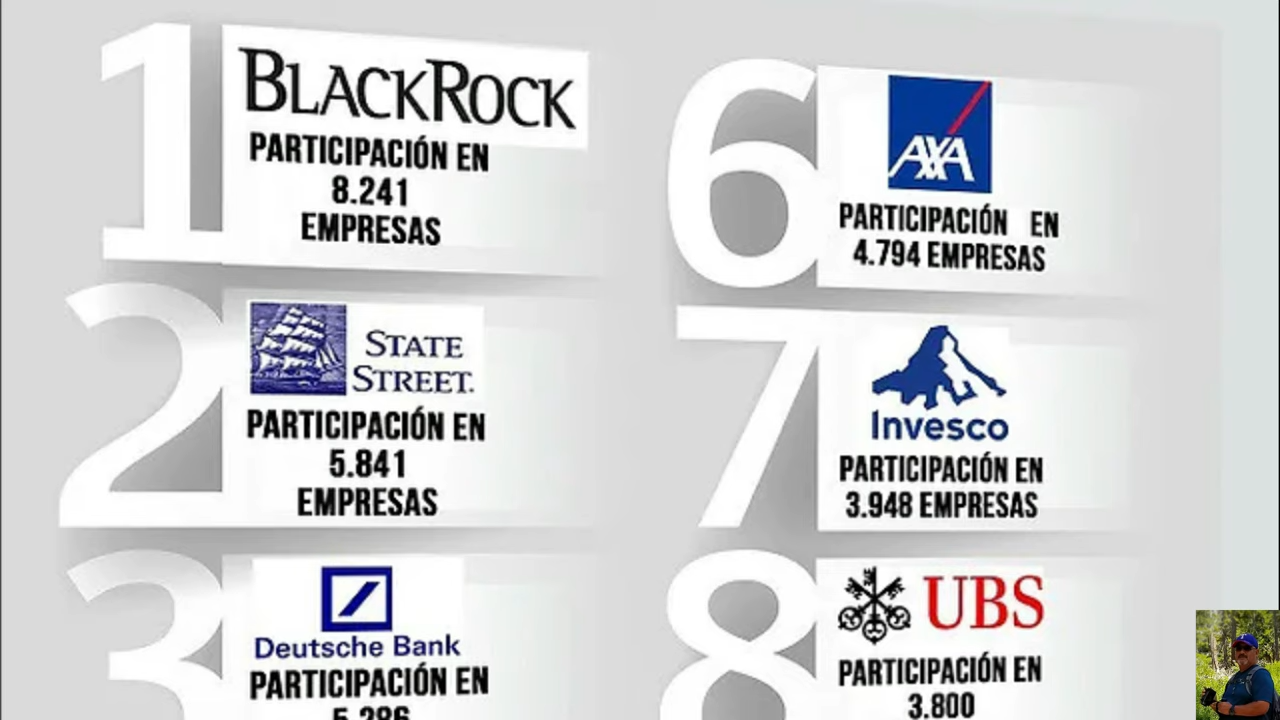 1
BLACKROCK
PARTICIPACIÓN EN
8.241
EMPRESAS
2
STATE
STREET.
PARTICIPACIÓN EN
5.841
EMPRESAS
3
Deutsche Bank
PARTICIPACIÓN EN
5.286
6
AXA
PARTICIPACIÓN EN
4.794 EMPRESAS
7
Invesco
PARTICIPACIÓN EN
3.948 EMPRESAS
8
UBS
PARTICIPACIÓN EN
3.800